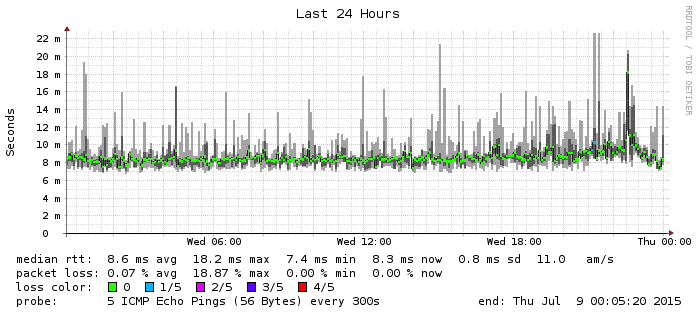 Last 24 Hours
RRDTOOL / TOBI OETIKER
Seconds
22 m
20 m
18 m
16 m
14 m
12 m
10 m
8 m
6 m
4 m
2 m
0
Wed 06:00 Wed 12:00 Wed 18:00 Thu 00:00
median rtt: 8.6 ms avg 18.2 ms max 7.4 ms min 8.3 ms now 0.8 ms sd 11.0 am/s
packet loss: 0.07 % avg 18.87 % max 0.00 % min 0.00 % now
loss color: 0 1/5 2/5 3/5 4/5
probe: 5 ICMP Echo Pings (56 Bytes) every 300s end: Thu Jul 9 00:05:20 2015